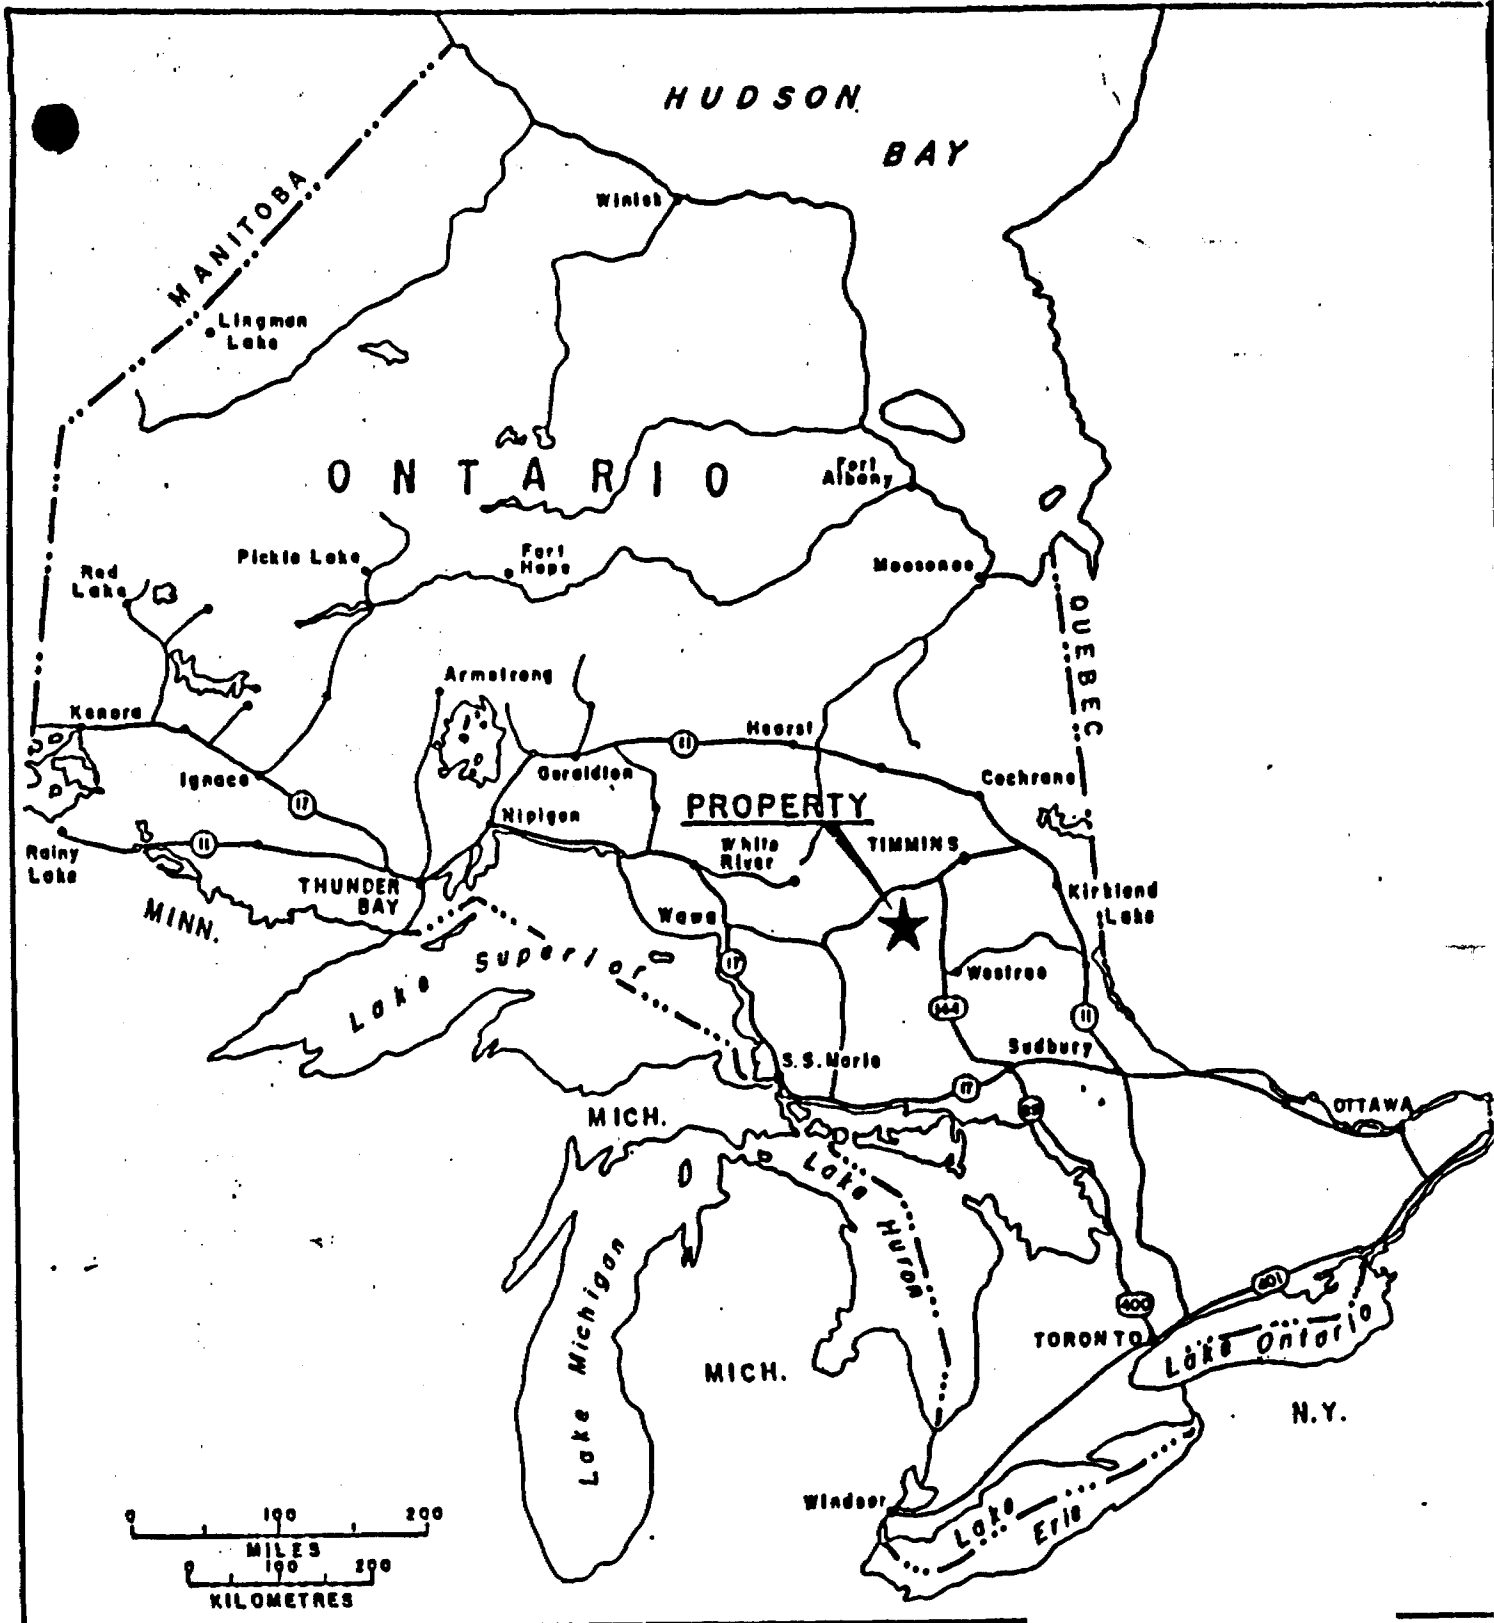 HUDSON
BAY
MANITOBA
Winisk
Lingman
Lake
ONTARIO
Fort
Albany
Pickle Lake
Fort
Hope
Red
Lake
Moosonee
QUEBEC
Armstrong
Kenora
11
Hearst
Ignace
Geraldton
Cochrane
17
Nipigon
PROPERTY
11
White
River
TIMMINS
Rainy
Lake
THUNDER
BAY
Kirkland
Lake
MINN.
Wawa
Lake Superior
17
Westree
144
11
S.S. Marie
Sudbury
17
69
MICH.
OTTAWA
Lake Huron
Lake Michigan
401
400
TORONTO
Lake Ontario
MICH.
N.Y.
Windsor
Lake
Erie
0 100 200
MILES
0 100 200
KILOMETRES